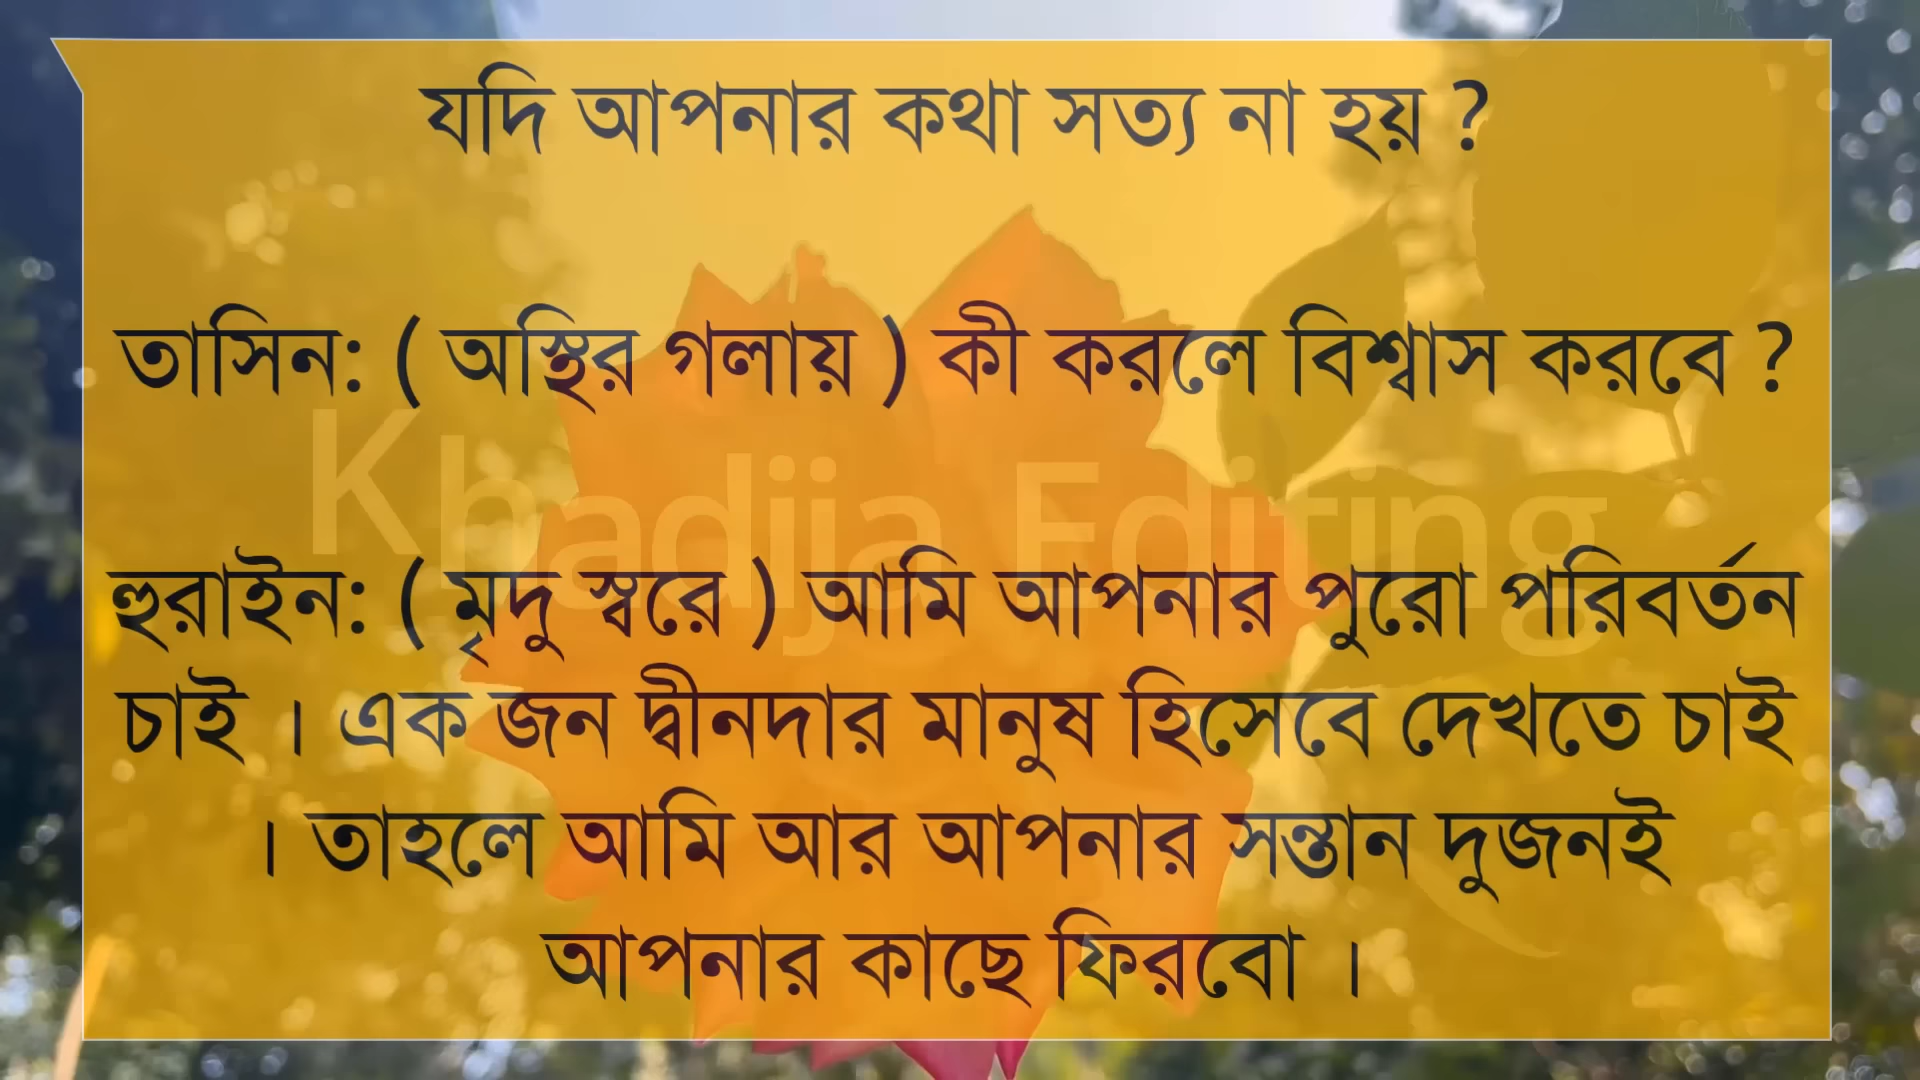 যদি আপনার কথা সত্য না হয় ?
তাসিন: ( অস্থির গলায় ) কী করলে বিশ্বাস করবে ?
Khadija Editing
হুরাইন: ( মৃদু স্বরে ) আমি আপনার পুরো পরিবর্তন
চাই । এক জন দ্বীনদার মানুষ হিসেবে দেখতে চাই
। তাহলে আমি আর আপনার সন্তান দুজনই
আপনার কাছে ফিরবো ।